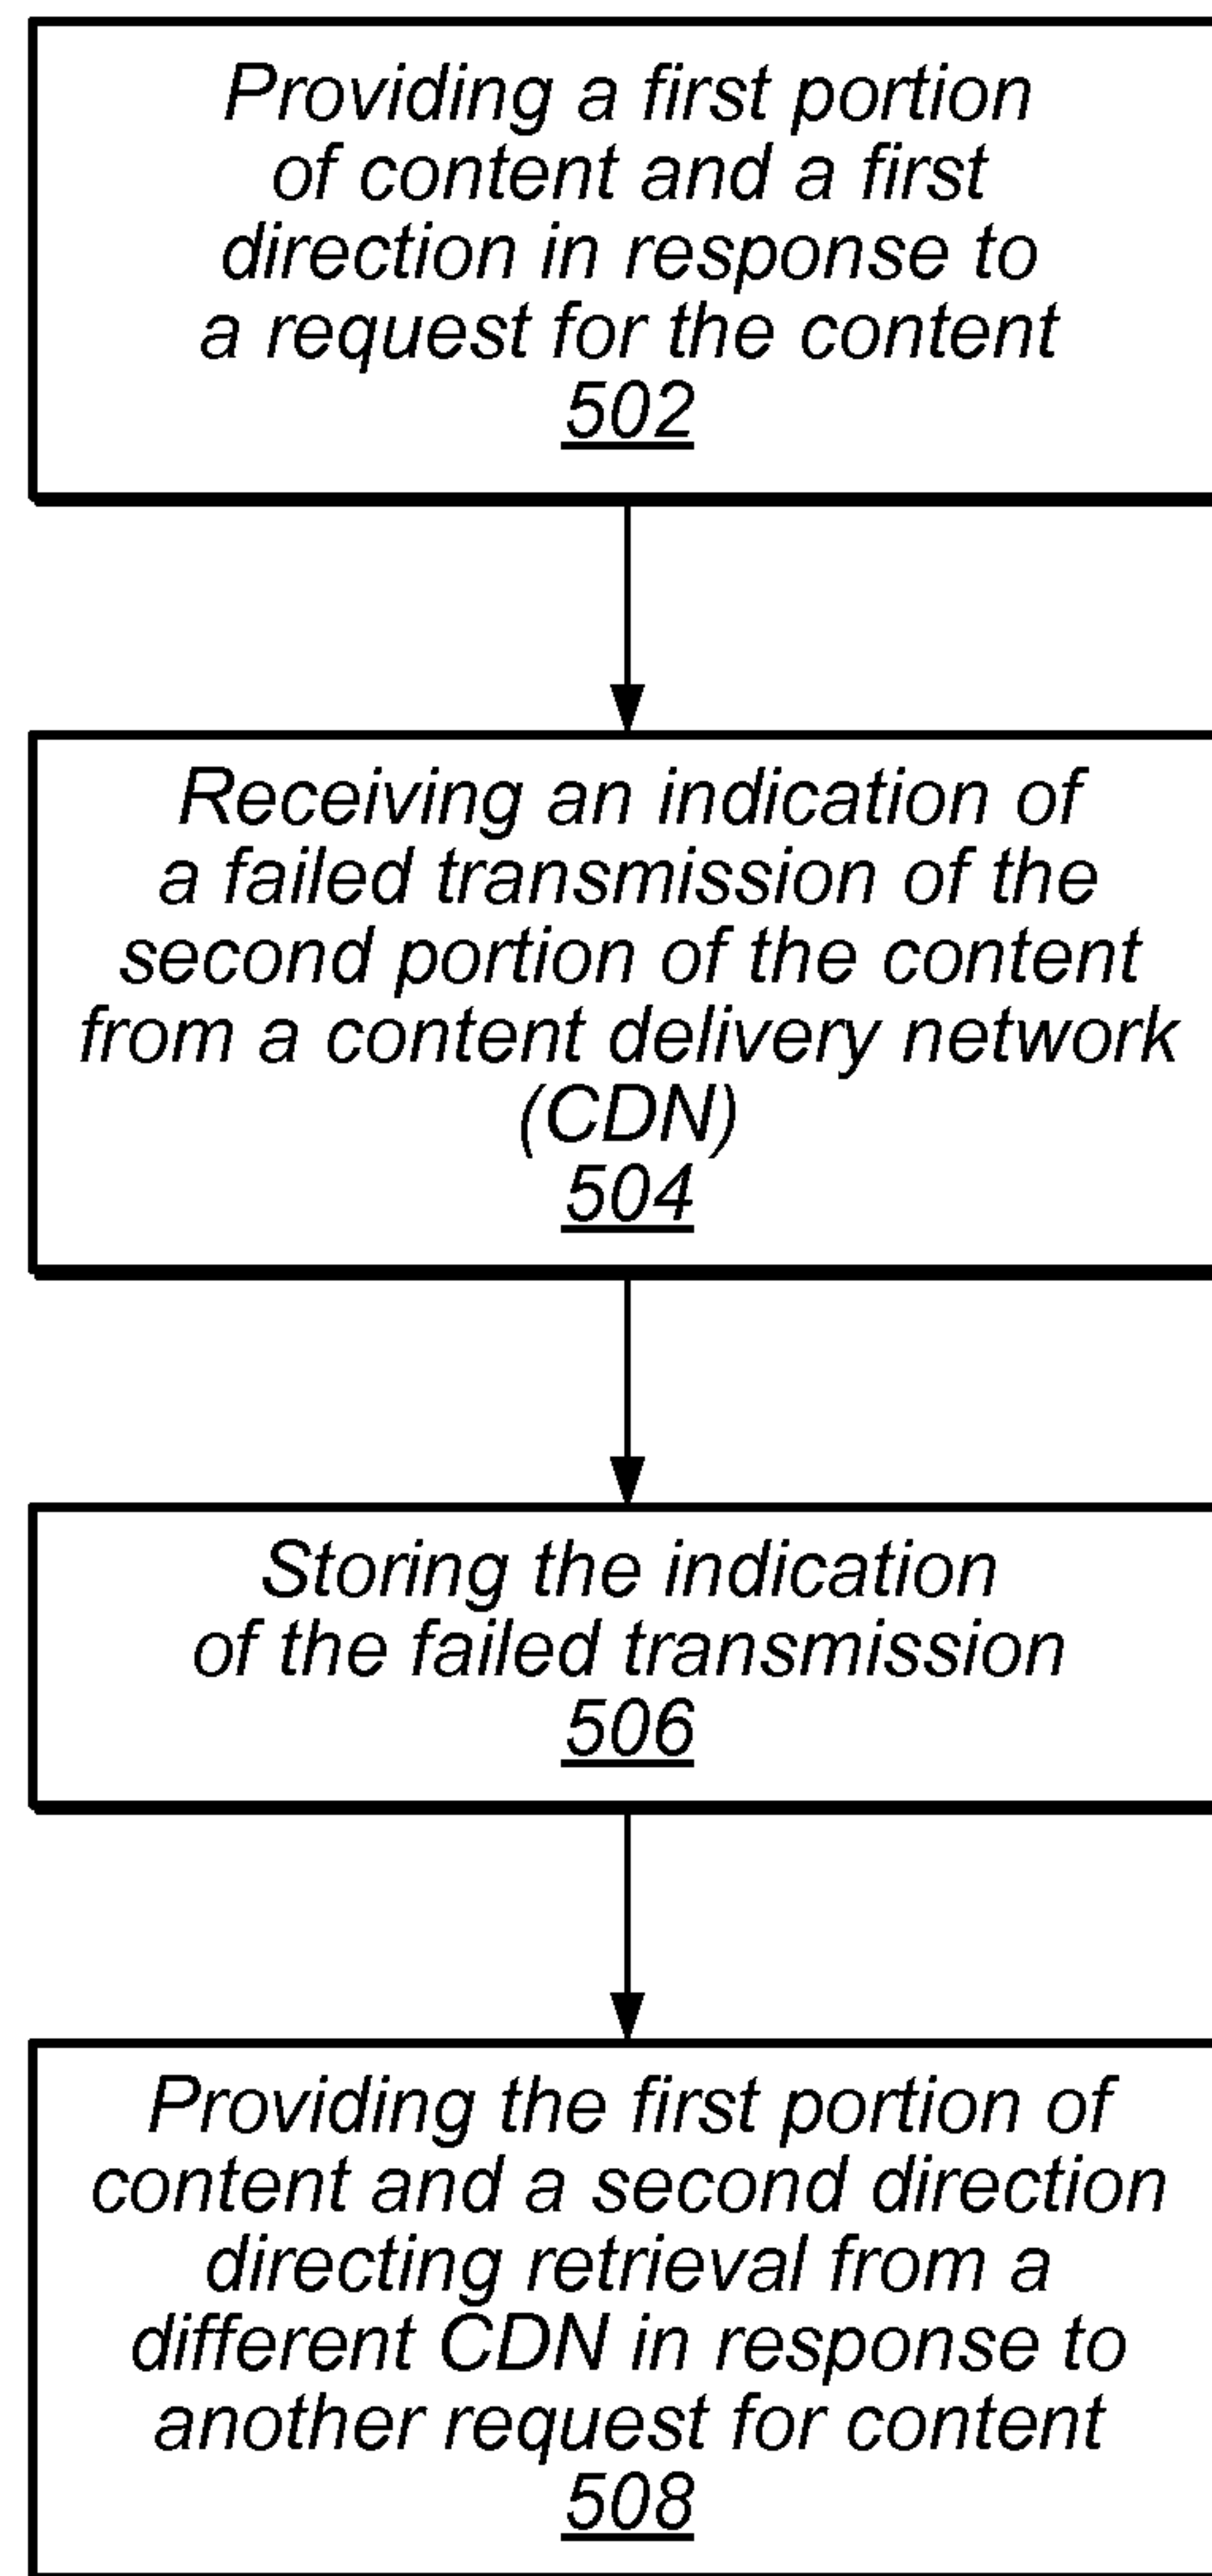 Providing a first portion
of content and a first
direction in response to
a request for the content
502
Receiving an indication of
a failed transmission of the
second portion of the content
from a content delivery network
(CDN)
504
Storing the indication
of the failed transmission
506
Providing the first portion of
content and a second direction
directing retrieval from a
different CDN in response to
another request for content
508